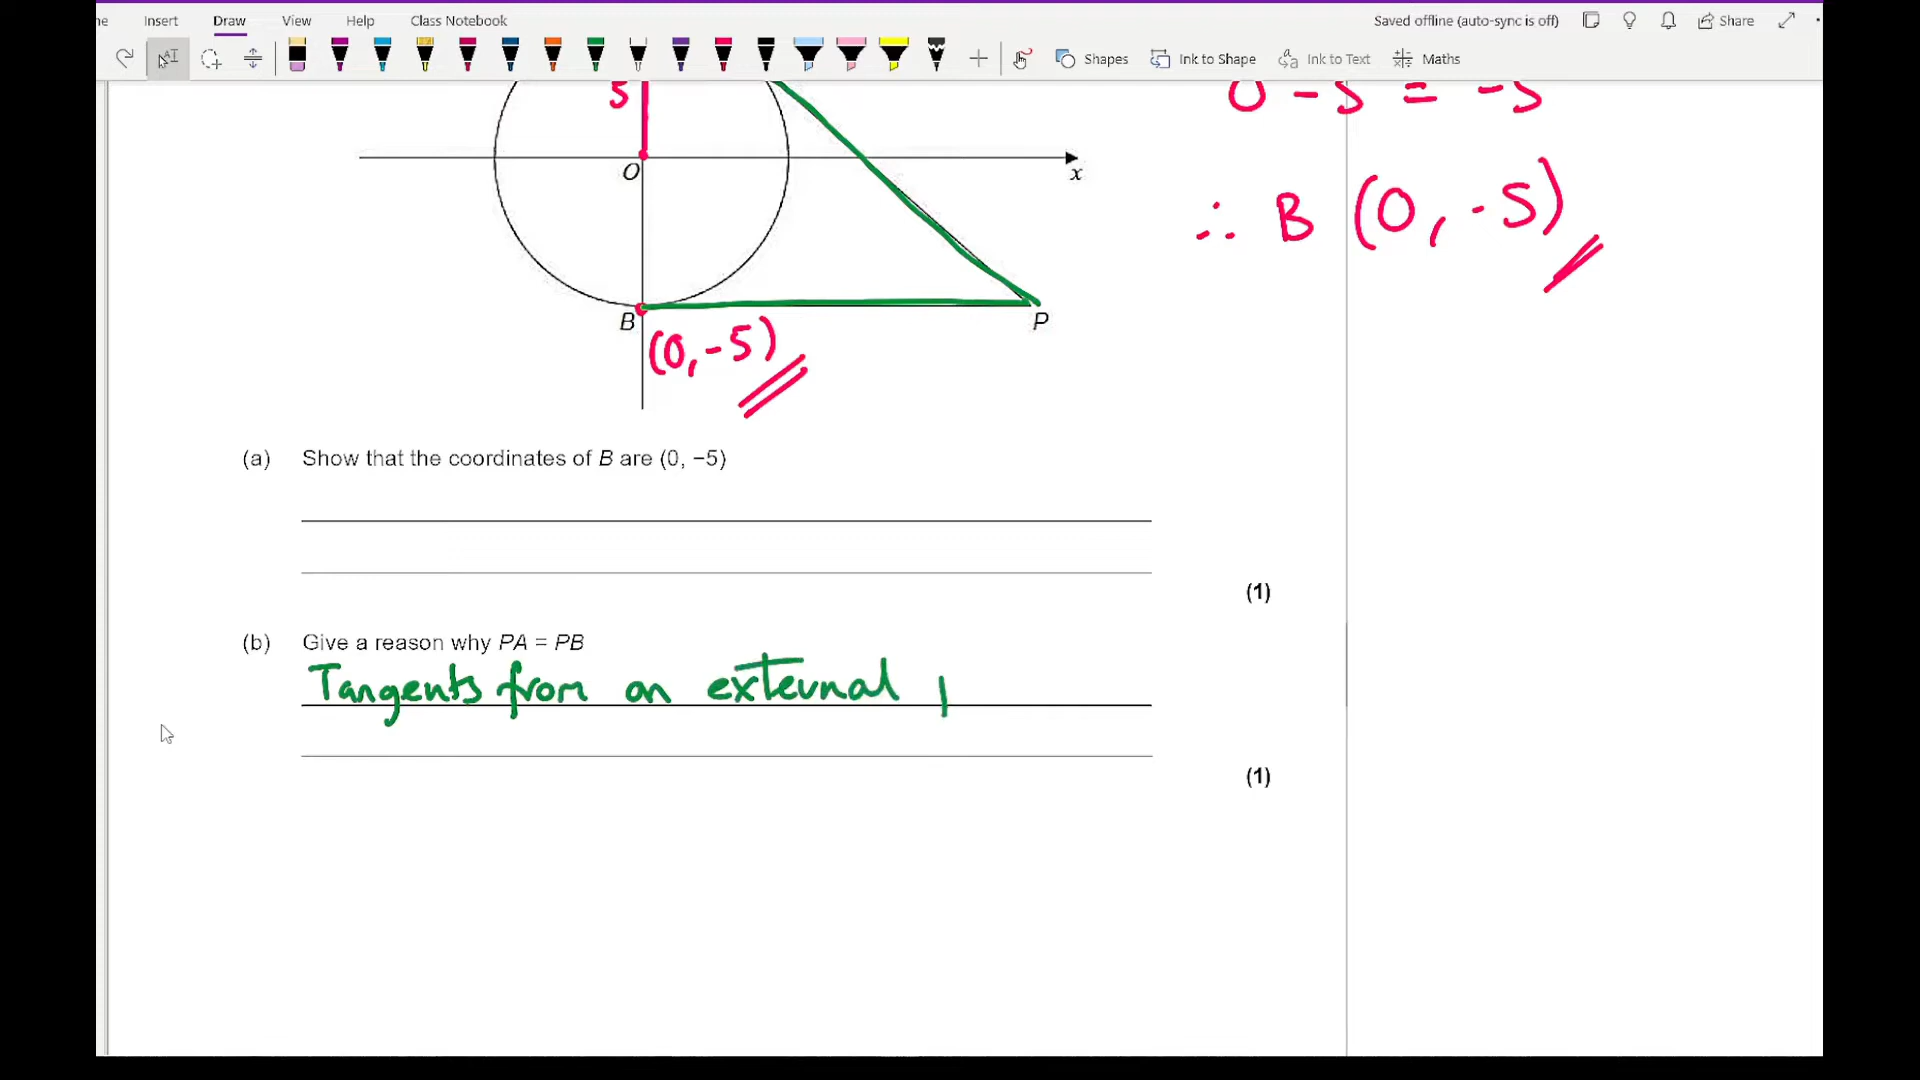 Insert Draw View Help Class Notebook Saved offline (auto-sync is off) Share
Shapes Ink to Shape Ink to Text Maths
5
0 - 5 = -5
O
x
∴ B (0, -5)
B
P
(0, -5)
(a) Show that the coordinates of B are (0, −5)
(1)
(b) Give a reason why PA = PB
Tangents from an external
(1)